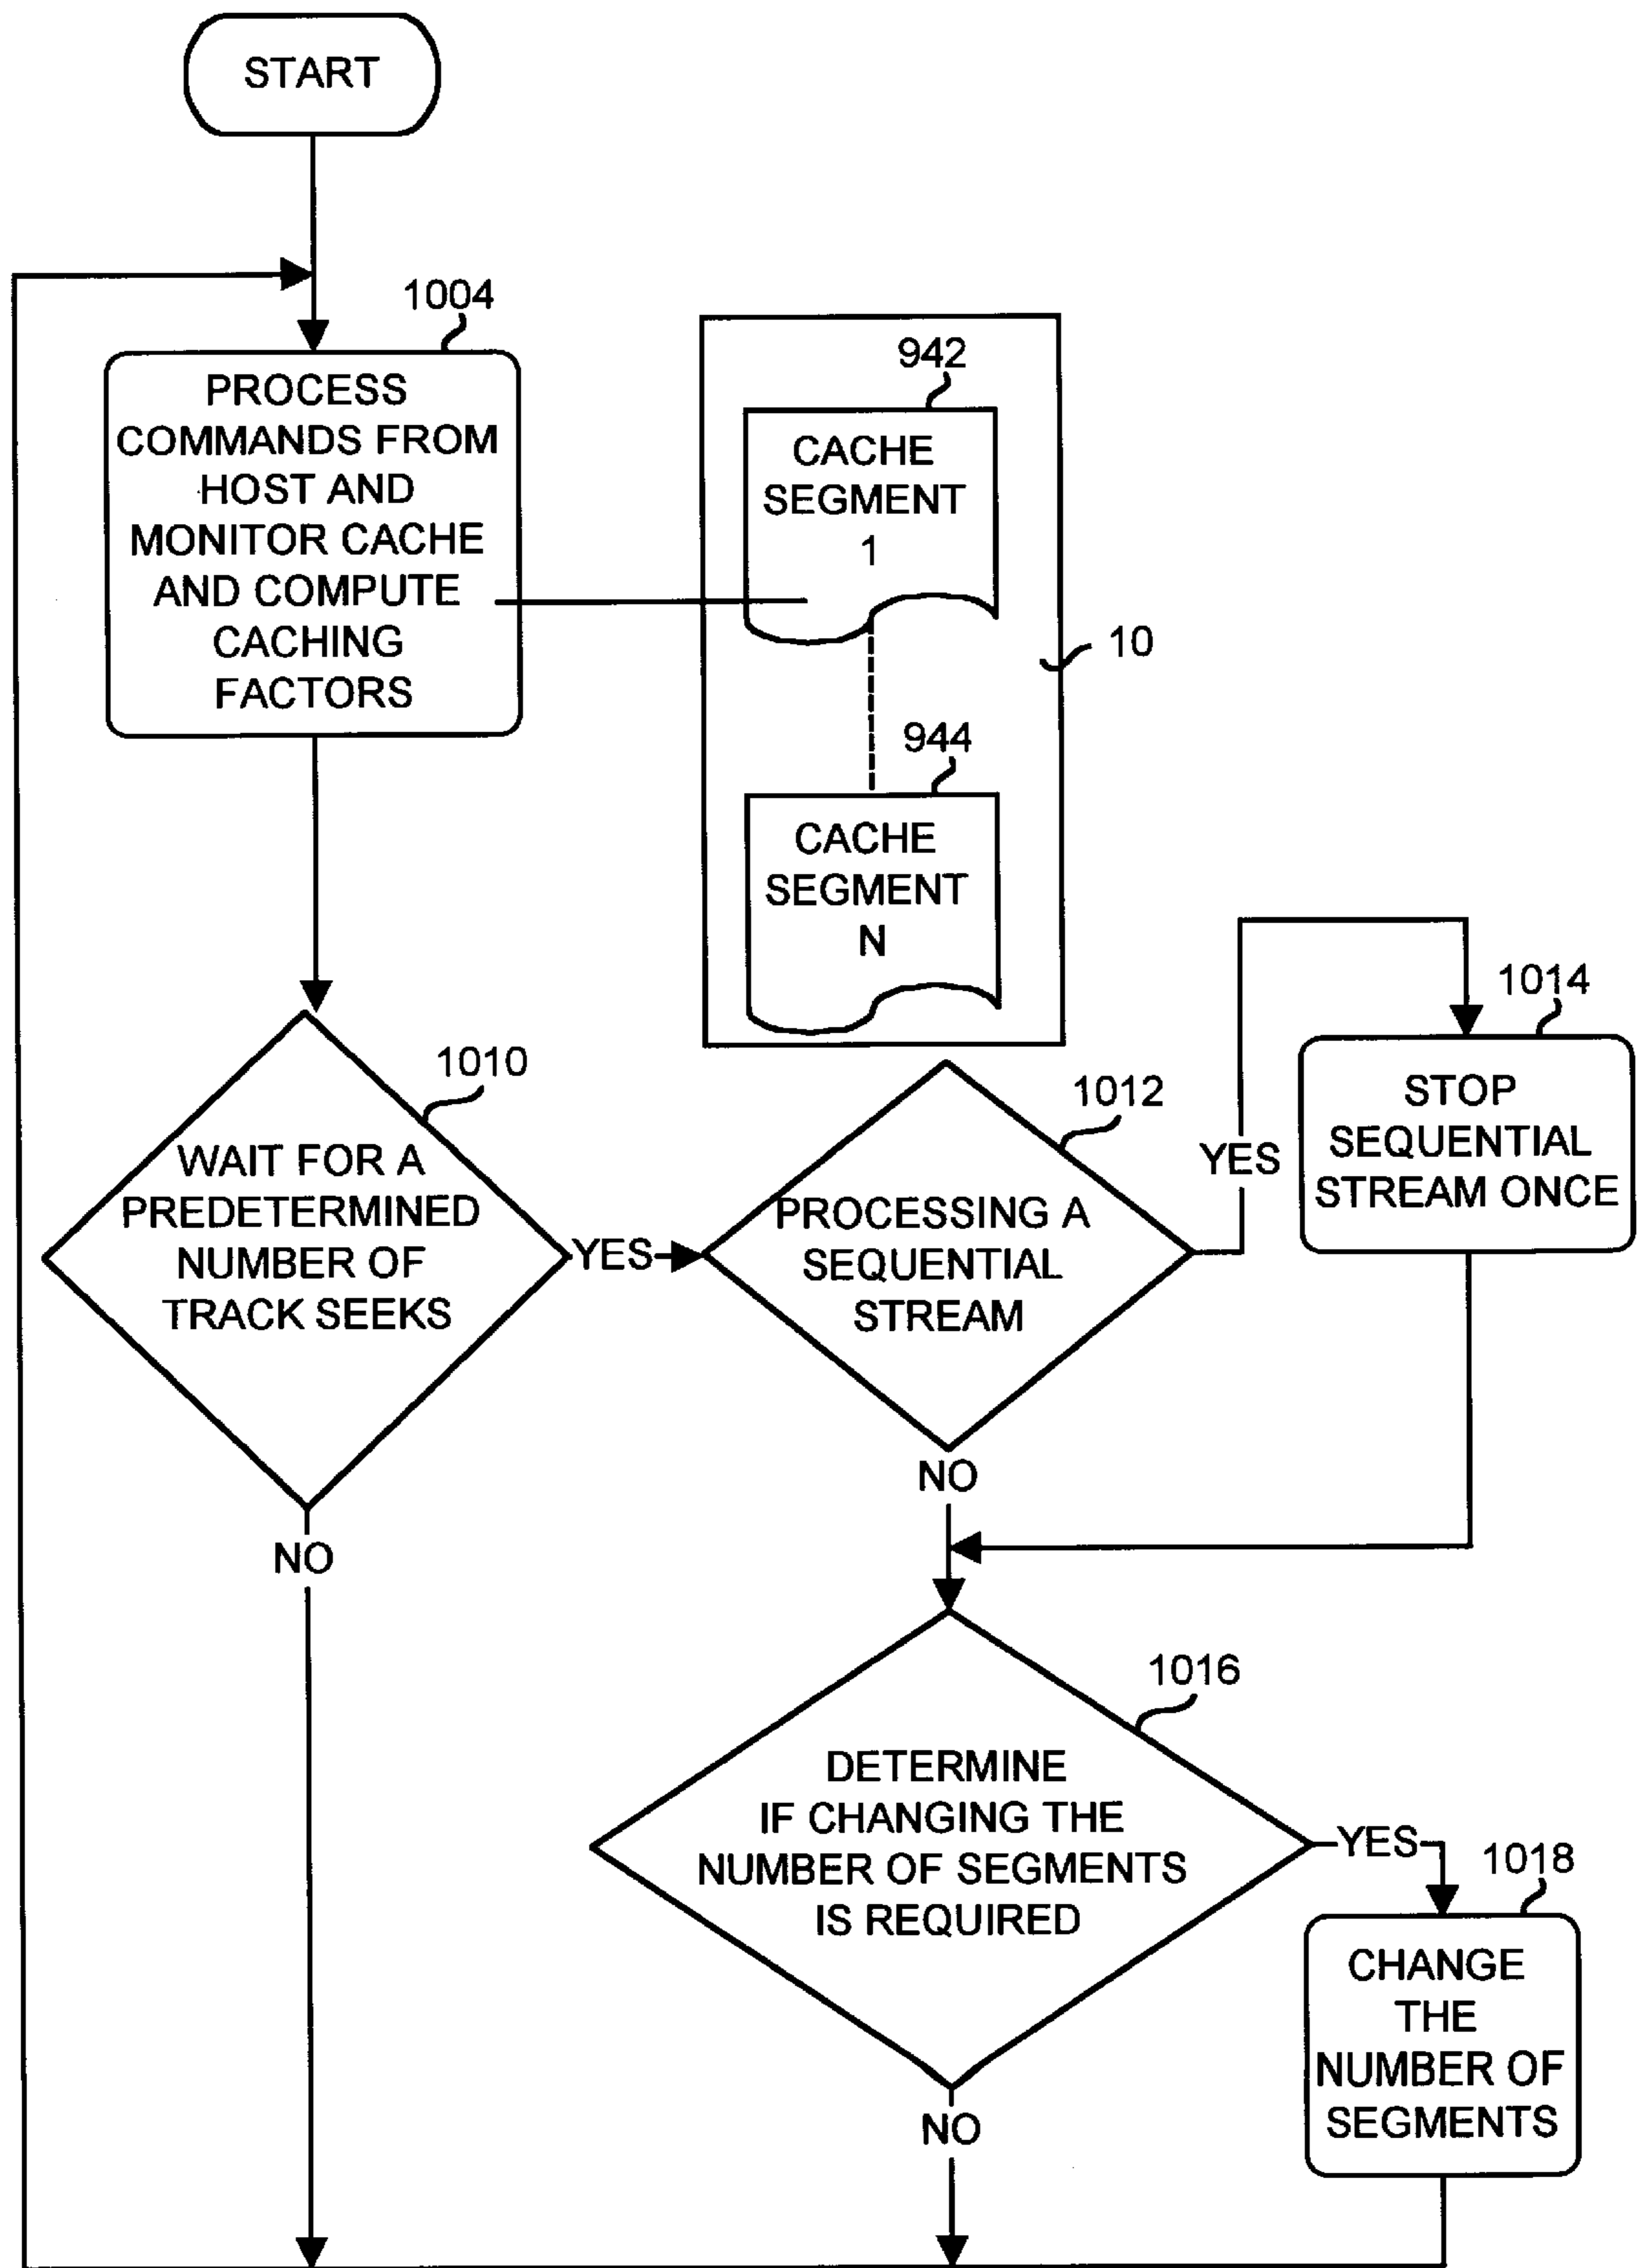 START
1004
PROCESS
COMMANDS FROM
HOST AND
MONITOR CACHE
AND COMPUTE
CACHING
FACTORS
942
CACHE
SEGMENT
1
10
944
CACHE
SEGMENT
N
1010
WAIT FOR A
PREDETERMINED
NUMBER OF
TRACK SEEKS
YES
NO
1012
PROCESSING A
SEQUENTIAL
STREAM
YES
NO
1014
STOP
SEQUENTIAL
STREAM ONCE
1016
DETERMINE
IF CHANGING THE
NUMBER OF SEGMENTS
IS REQUIRED
YES
NO
1018
CHANGE
THE
NUMBER OF
SEGMENTS